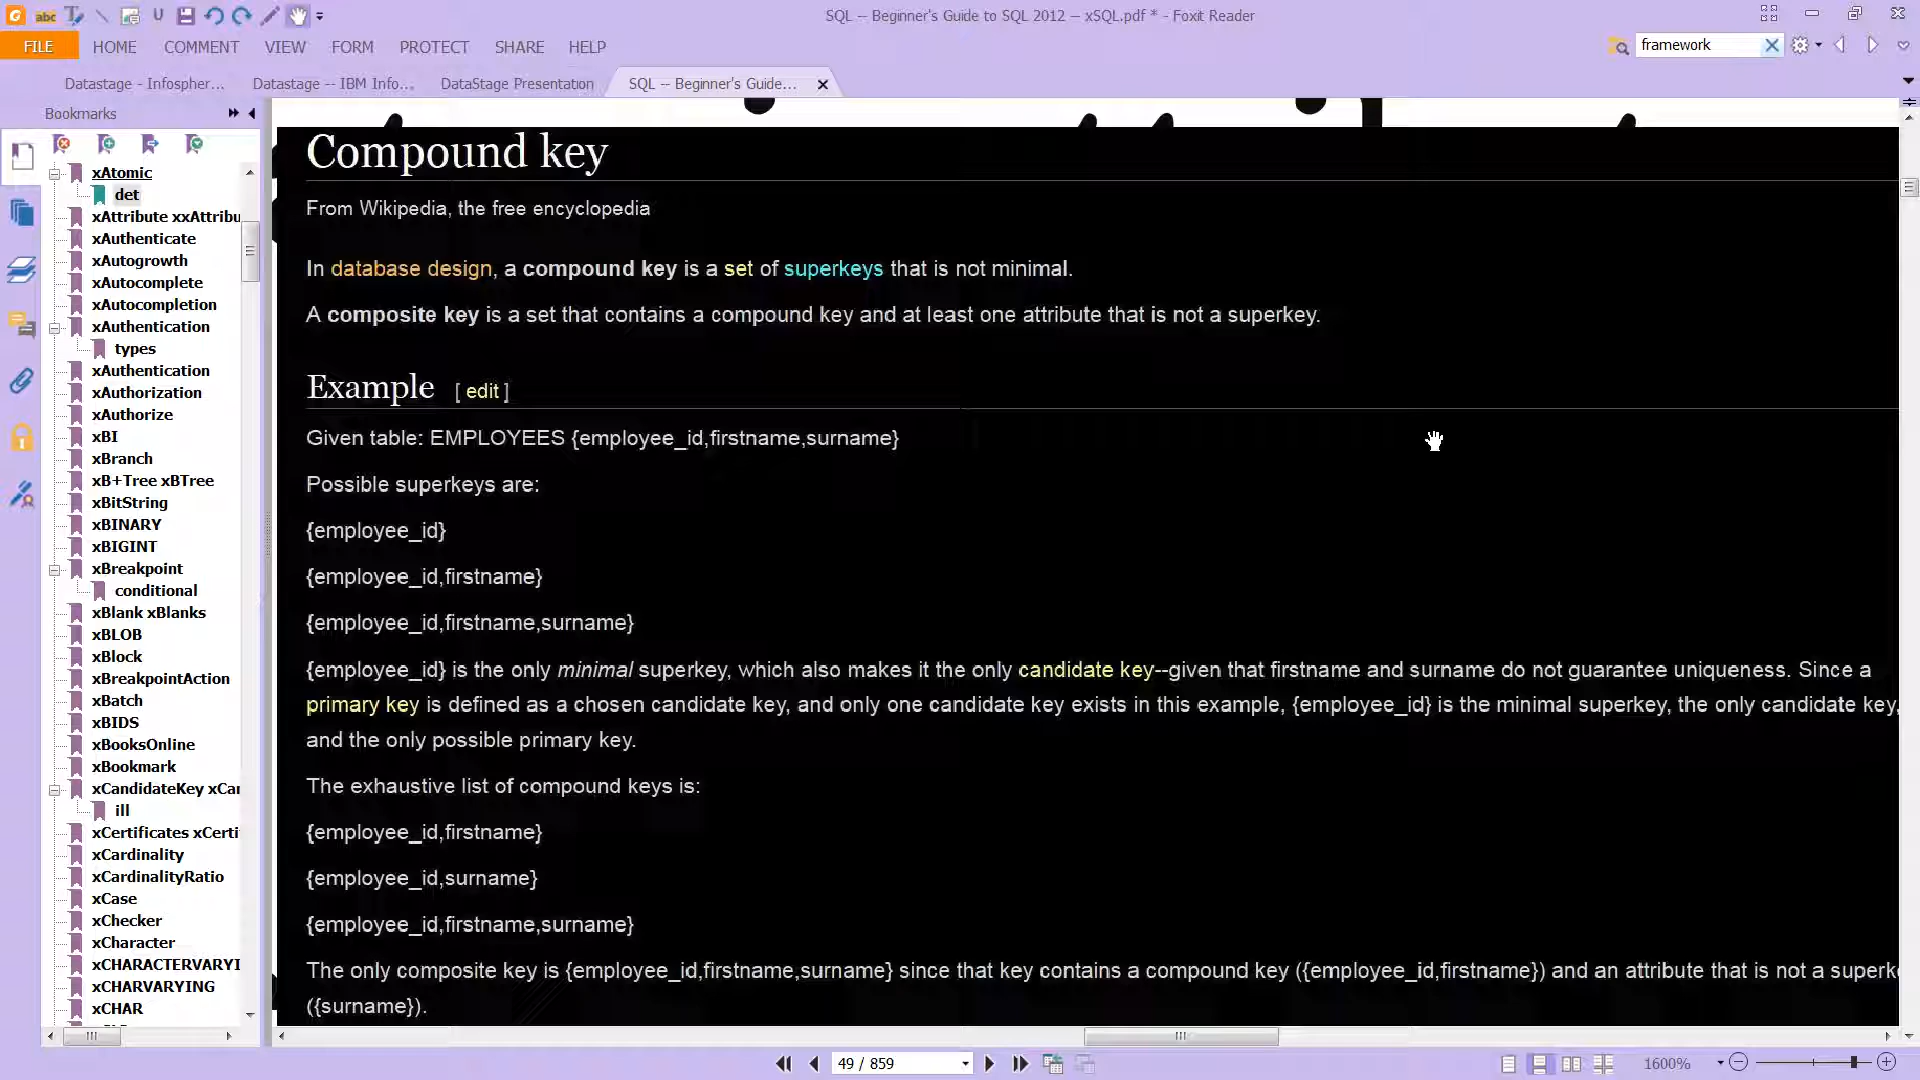 abc
SQL -- Beginner's Guide to SQL 2012 -- xSQL.pdf * - Foxit Reader
FILE HOME COMMENT VIEW FORM PROTECT SHARE HELP
framework
Datastage - Infospher... Datastage -- IBM Info... DataStage Presentation SQL -- Beginner's Guide...
Bookmarks
xAtomic
det
xAttribute xxAttribu
xAuthenticate
xAutogrowth
xAutocomplete
xAutocompletion
xAuthentication
types
xAuthentication
xAuthorization
xAuthorize
xBI
xBranch
xB+Tree xBTree
xBitString
xBINARY
xBIGINT
xBreakpoint
conditional
xBlank xBlanks
xBLOB
xBlock
xBreakpointAction
xBatch
xBIDS
xBooksOnline
xBookmark
xCandidateKey xCar
ill
xCertificates xCerti
xCardinality
xCardinalityRatio
xCase
xChecker
xCharacter
xCHARACTERVARYI
xCHARVARYING
xCHAR
Compound key
From Wikipedia, the free encyclopedia
In database design, a compound key is a set of superkeys that is not minimal.
A composite key is a set that contains a compound key and at least one attribute that is not a superkey.
Example [ edit ]
Given table: EMPLOYEES {employee_id,firstname,surname}
Possible superkeys are:
{employee_id}
{employee_id,firstname}
{employee_id,firstname,surname}
{employee_id} is the only minimal superkey, which also makes it the only candidate key--given that firstname and surname do not guarantee uniqueness. Since a
primary key is defined as a chosen candidate key, and only one candidate key exists in this example, {employee_id} is the minimal superkey, the only candidate key,
and the only possible primary key.
The exhaustive list of compound keys is:
{employee_id,firstname}
{employee_id,surname}
{employee_id,firstname,surname}
The only composite key is {employee_id,firstname,surname} since that key contains a compound key ({employee_id,firstname}) and an attribute that is not a superke
({surname}).
49 / 859
1600%